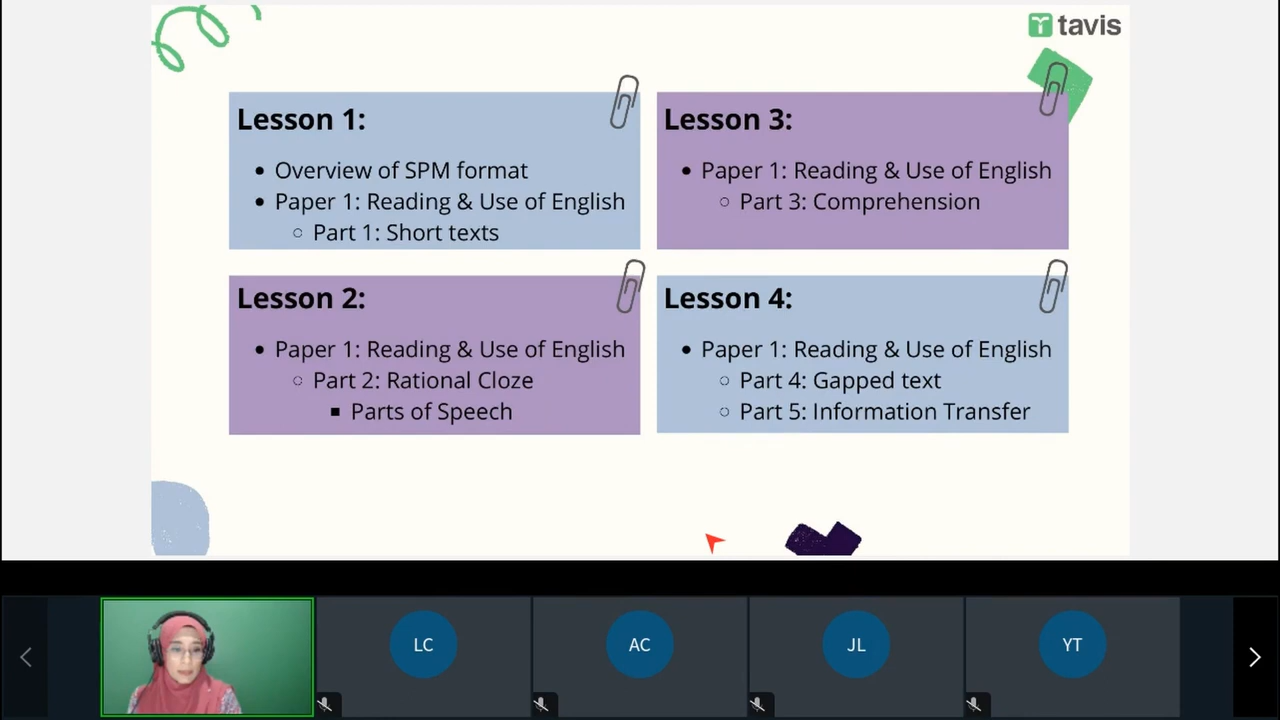 tavis
Lesson 1:
• Overview of SPM format
• Paper 1: Reading & Use of English
○ Part 1: Short texts
Lesson 2:
• Paper 1: Reading & Use of English
○ Part 2: Rational Cloze
▪ Parts of Speech
Lesson 3:
• Paper 1: Reading & Use of English
○ Part 3: Comprehension
Lesson 4:
• Paper 1: Reading & Use of English
○ Part 4: Gapped text
○ Part 5: Information Transfer
LC
AC
JL
YT